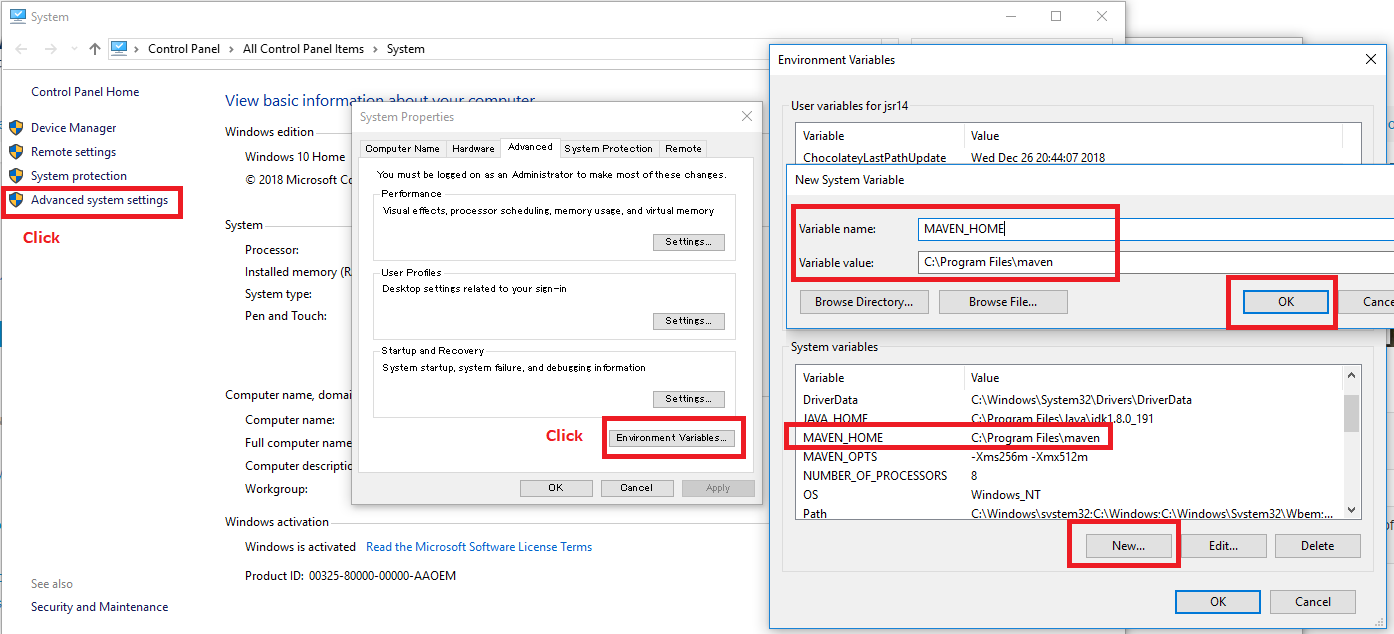 System
Control Panel > All Control Panel Items > System
Control Panel Home
Device Manager
Remote settings
System protection
Advanced system settings
Click
See also
Security and Maintenance
View basic information about your computer
Windows edition
Windows 10 Home
© 2018 Microsoft Co
System
Processor:
Installed memory (R
System type:
Pen and Touch:
Computer name, domai
Computer name:
Full computer name
Computer descriptio
Workgroup:
Windows activation
Windows is activated Read the Microsoft Software License Terms
Product ID: 00325-80000-00000-AAOEM
System Properties
Computer Name Hardware Advanced System Protection Remote
You must be logged on as an Administrator to make most of these changes.
Performance
Visual effects, processor scheduling, memory usage, and virtual memory
Settings...
User Profiles
Desktop settings related to your sign-in
Settings...
Startup and Recovery
System startup, system failure, and debugging information
Settings...
Click
Environment Variables...
OK Cancel Apply
Environment Variables
User variables for jsr14
Variable Value
ChocolateyLastPathUpdate Wed Dec 26 20:44:07 2018
New System Variable
Variable name: MAVEN_HOME
Variable value: C:\Program Files\maven
Browse Directory... Browse File... OK Cance
System variables
Variable Value
DriverData C:\Windows\System32\Drivers\DriverData
JAVA_HOME C:\Program Files\Java\jdk1.8.0_191
MAVEN_HOME C:\Program Files\maven
MAVEN_OPTS -Xms256m -Xmx512m
NUMBER_OF_PROCESSORS 8
OS Windows_NT
Path C:\Windows\system32;C:\Windows;C:\Windows\System32\Wbem;...
New... Edit... Delete
OK Cancel